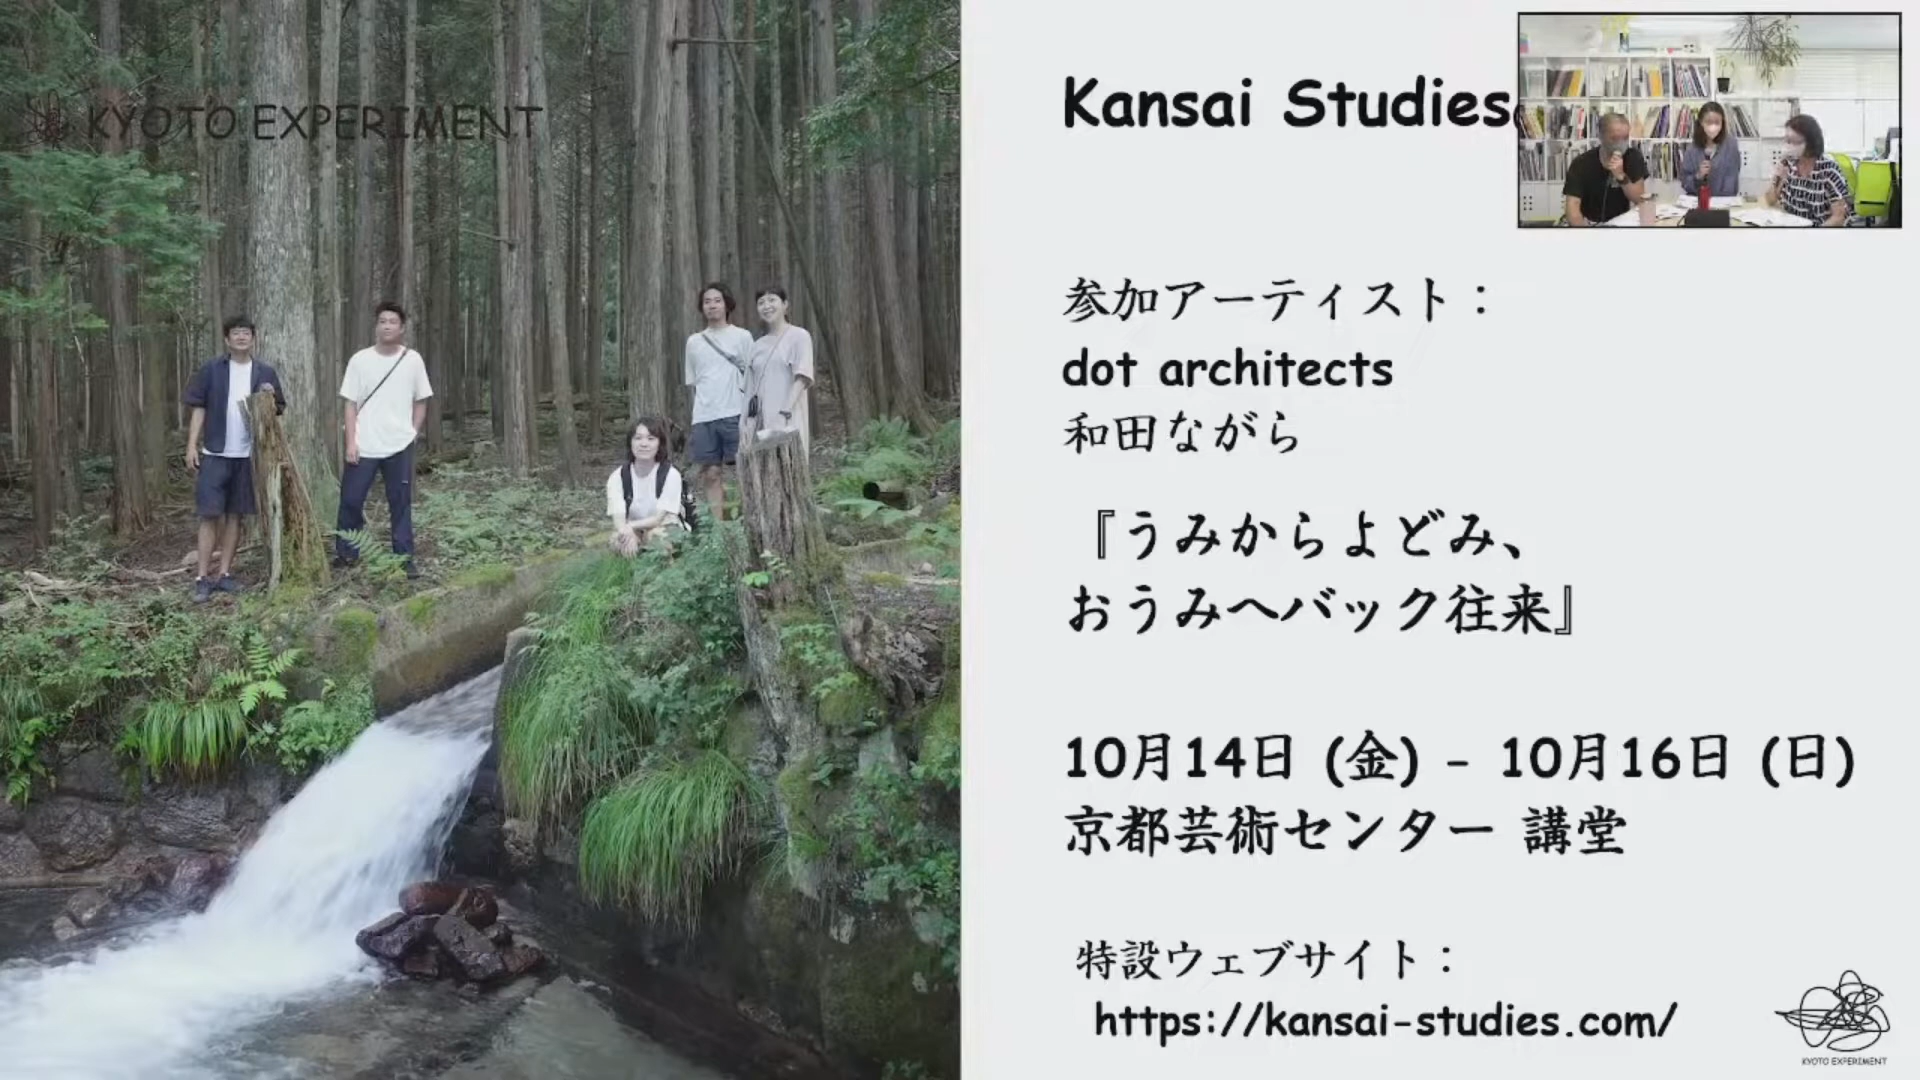 KYOTO EXPERIMENT
Kansai Studies
参加アーティスト：
dot architects
和田ながら
『うみからよどみ、
おうみへバック往来』
10月14日 (金) - 10月16日 (日)
京都芸術センター 講堂
特設ウェブサイト：
https://kansai-studies.com/
KYOTO EXPERIMENT